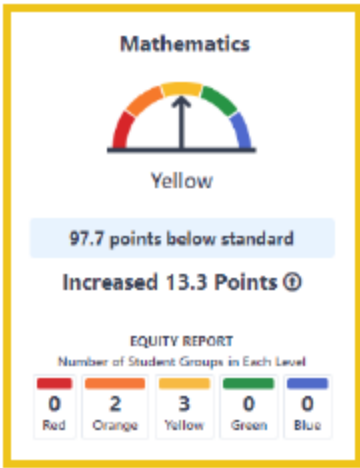 Mathematics
Yellow
97.7 points below standard
Increased 13.3 Points
EQUITY REPORT
Number of Student Groups in Each Level
0 2 3 0 0
Red Orange Yellow Green Blue